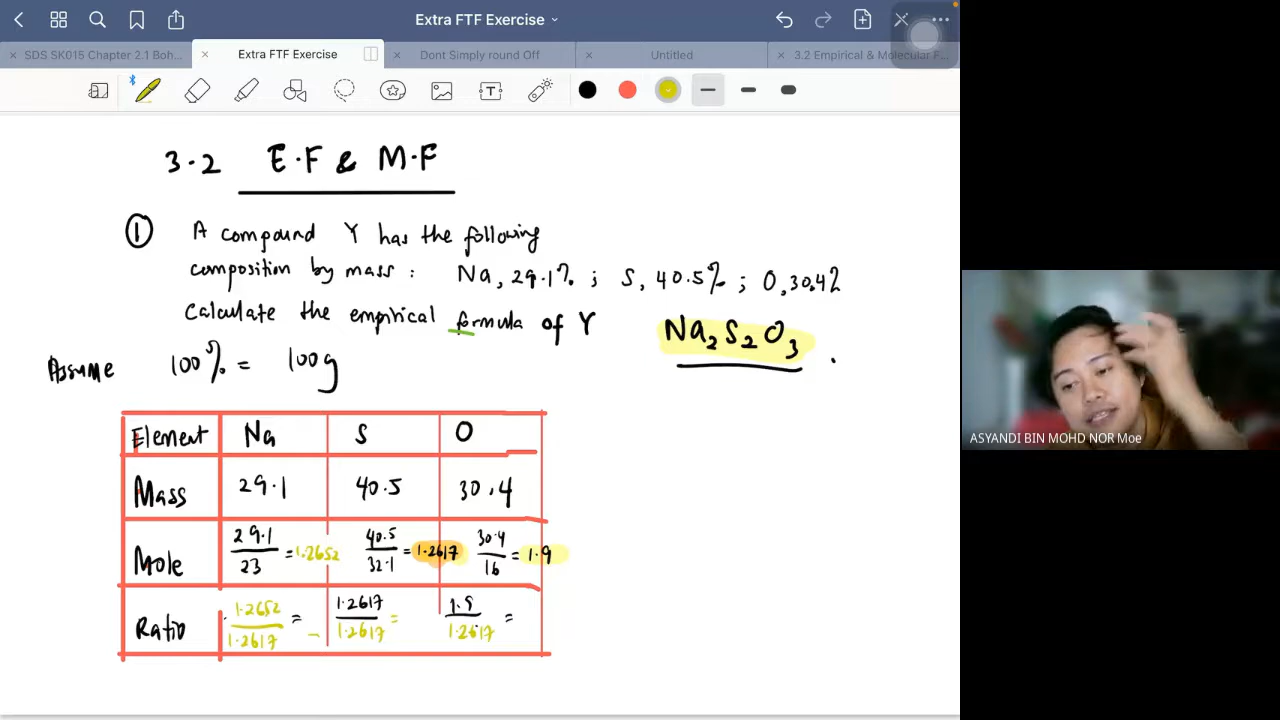 Extra FTF Exercise
SDS SK015 Chapter 2.1 Boh...
Extra FTF Exercise
Dont Simply round Off
Untitled
3.2 Empirical & Molecular F...
3.2 E.F & M.F
① A compound Y has the following
composition by mass : Na, 29.1% ; S, 40.5% ; O, 30.4%
Calculate the empirical formula of Y
Na₂S₂O₃
Assume 100% = 100g
Element Na S O
Mass 29.1 40.5 30.4
Mole 29.1/23 = 1.2652 40.5/32.1 = 1.2617 30.4/16 = 1.9
Ratio 1.2652/1.2617 = 1.2617/1.2617 = 1.9/1.2617 =
ASYANDI BIN MOHD NOR Moe